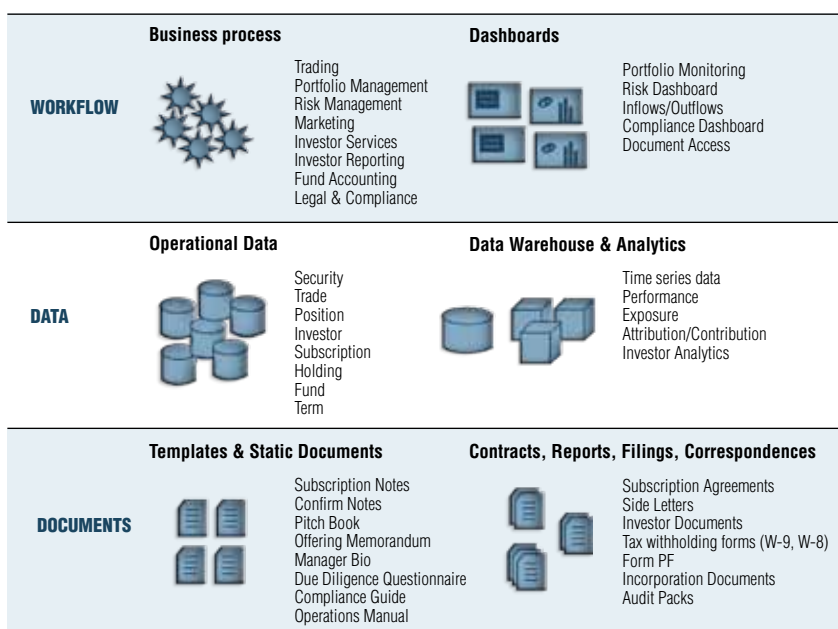 WORKFLOW
Business process
Trading
Portfolio Management
Risk Management
Marketing
Investor Services
Investor Reporting
Fund Accounting
Legal & Compliance
Dashboards
Portfolio Monitoring
Risk Dashboard
Inflows/Outflows
Compliance Dashboard
Document Access
DATA
Operational Data
Security
Trade
Position
Investor
Subscription
Holding
Fund
Term
Data Warehouse & Analytics
Time series data
Performance
Exposure
Attribution/Contribution
Investor Analytics
DOCUMENTS
Templates & Static Documents
Subscription Notes
Confirm Notes
Pitch Book
Offering Memorandum
Manager Bio
Due Diligence Questionnaire
Compliance Guide
Operations Manual
Contracts, Reports, Filings, Correspondences
Subscription Agreements
Side Letters
Investor Documents
Tax withholding forms (W-9, W-8)
Form PF
Incorporation Documents
Audit Packs